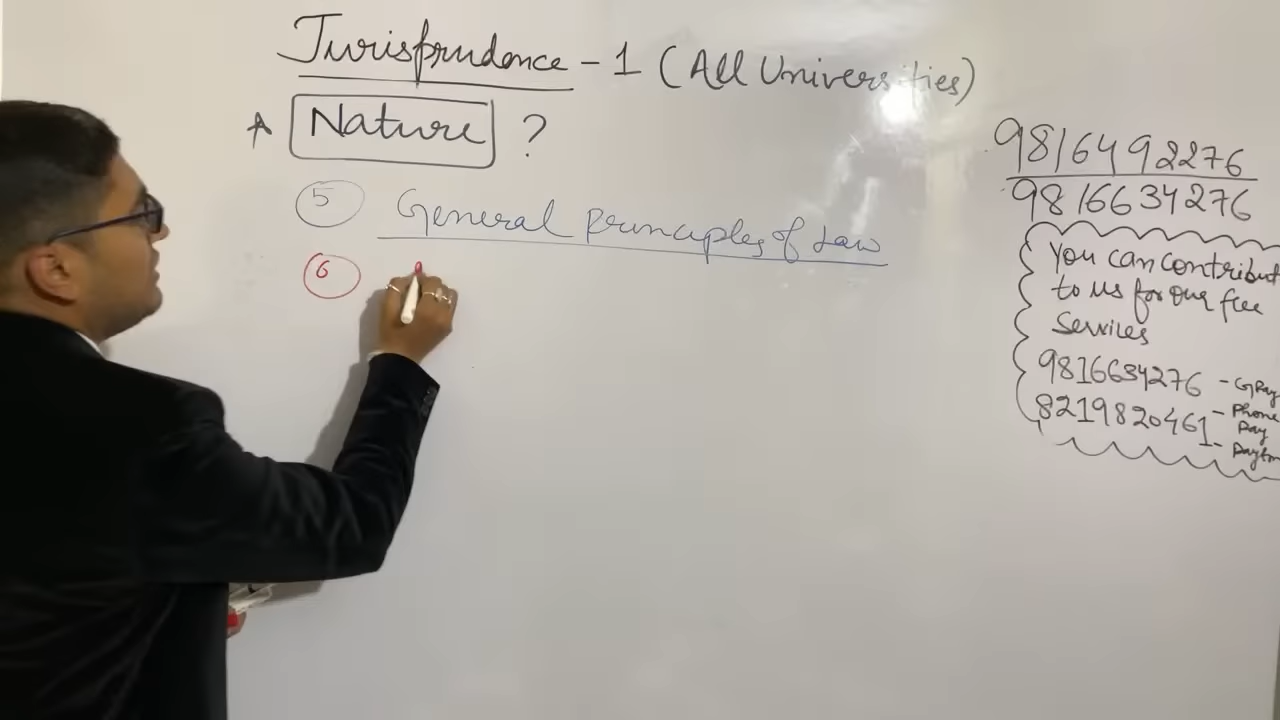 Jurisprudence - 1 (All Universities)
Nature ?
5 General principles of Law
6
9816492276
9816634276
You can contribut
to us for our free
Services
9816634276 - GPay
8219820461 - Phone
Pay
- Paytm